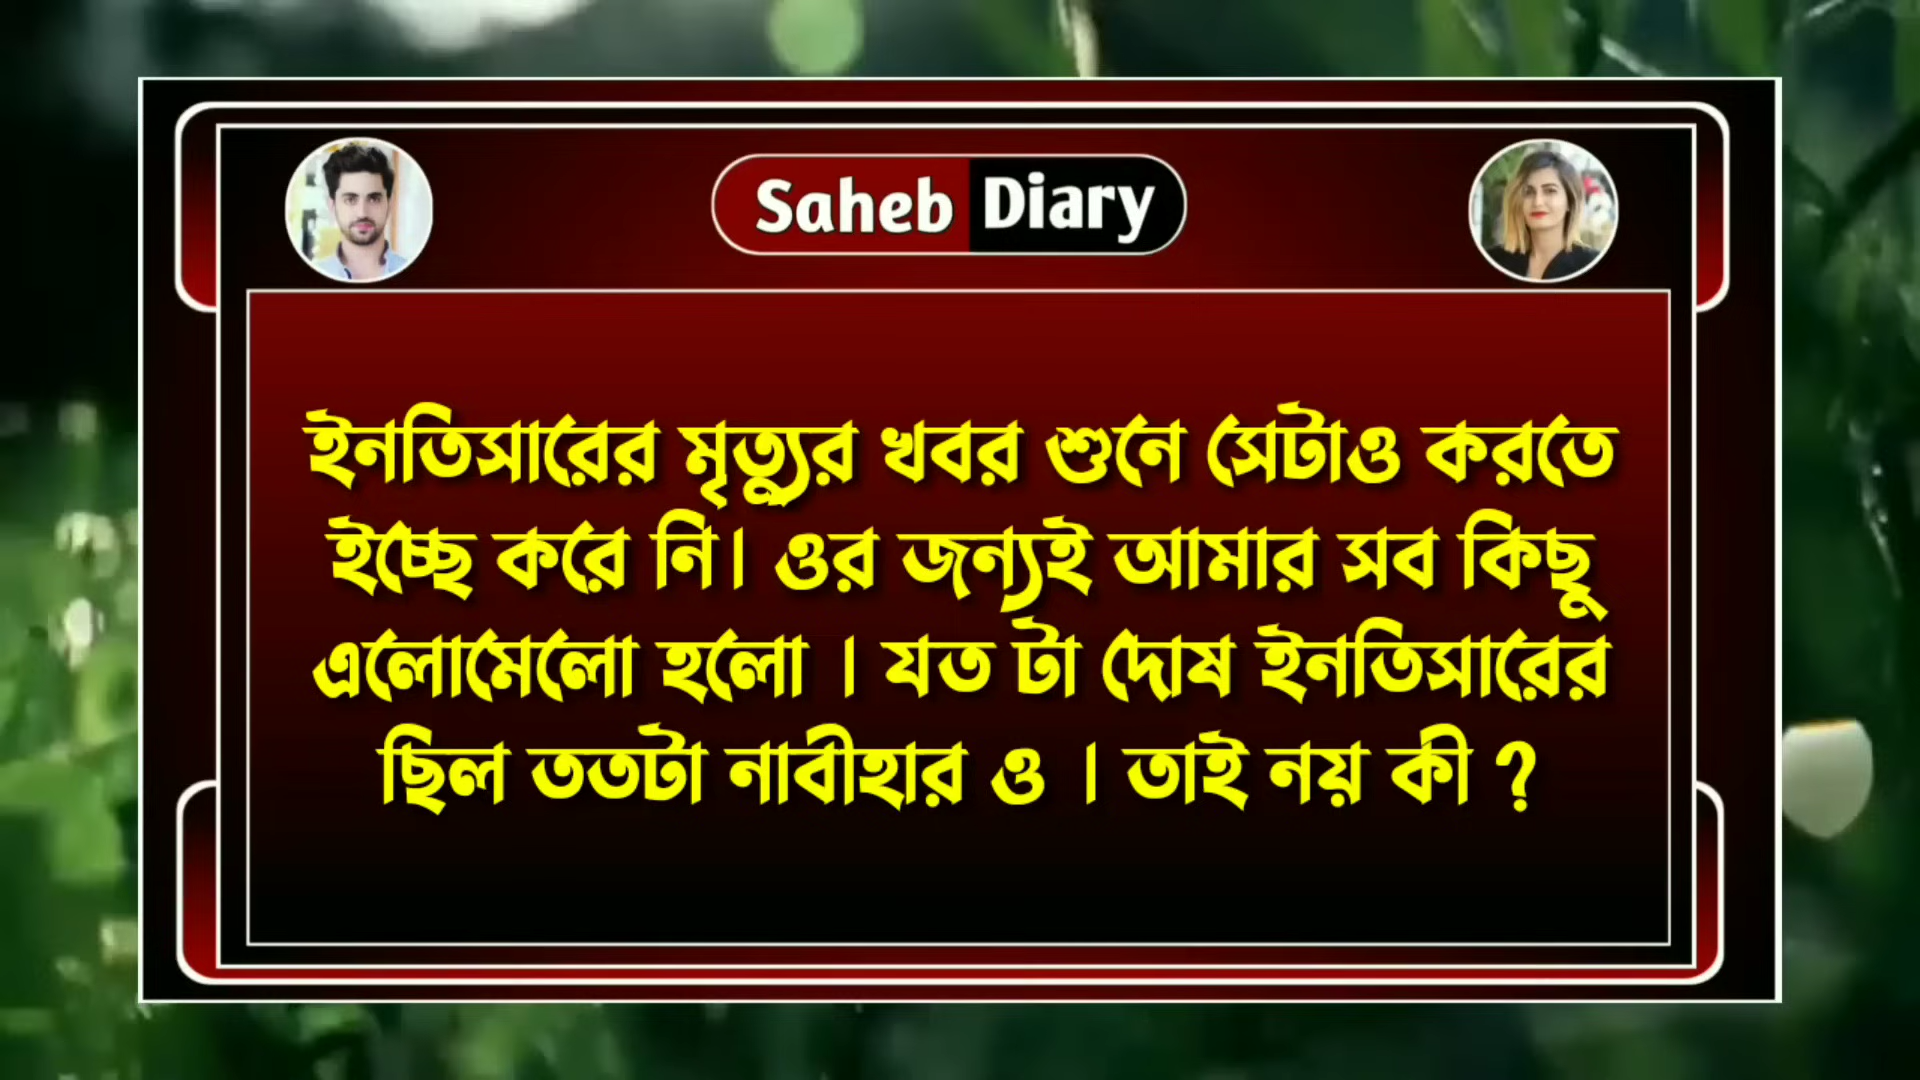 Saheb Diary
ইনতিসারের মৃত্যুর খবর শুনে সেটাও করতে
ইচ্ছে করে নি। ওর জন্যই আমার সব কিছু
এলোমেলো হলো । যত টা দোষ ইনতিসারের
ছিল ততটা নাবীহার ও । তাই নয় কী ?